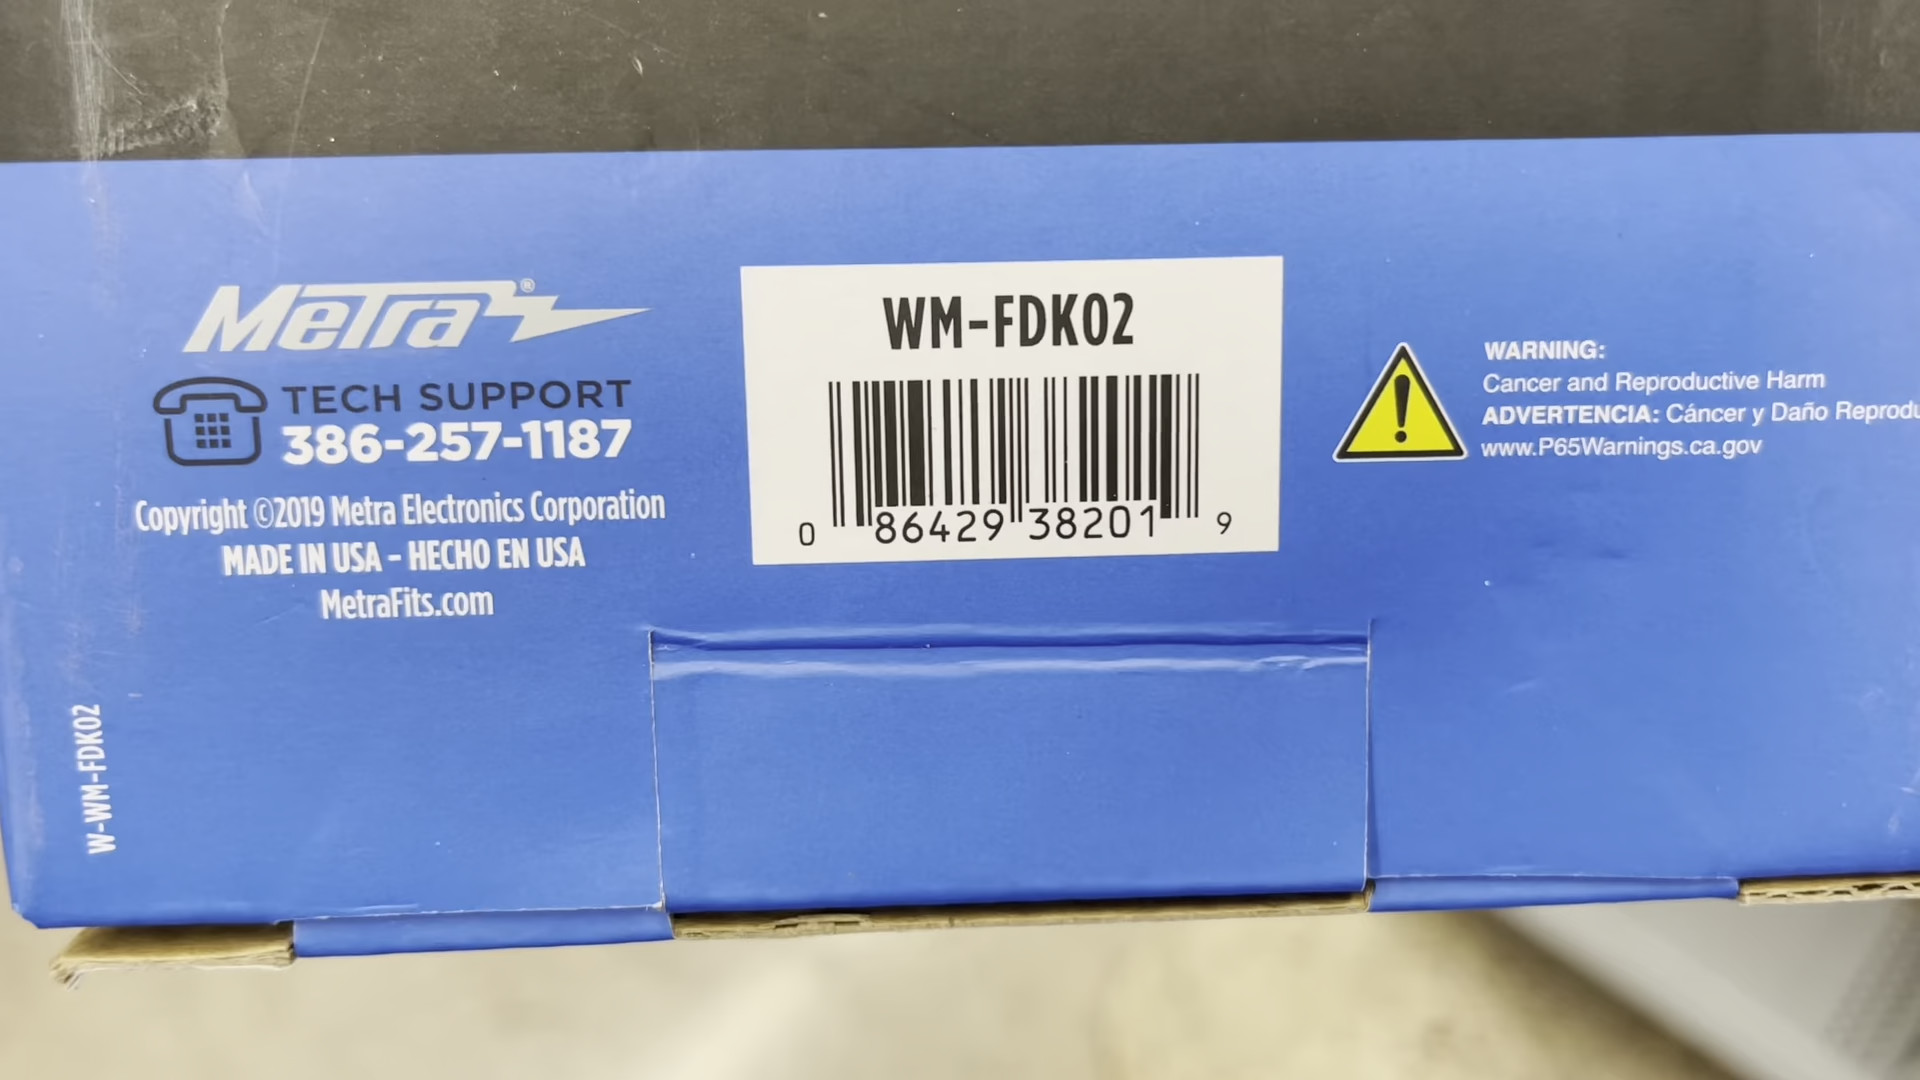 MeTra®
TECH SUPPORT
386-257-1187
Copyright ©2019 Metra Electronics Corporation
MADE IN USA - HECHO EN USA
MetraFits.com
W-WM-FDK02
WM-FDK02
0 86429 38201 9
WARNING:
Cancer and Reproductive Harm
ADVERTENCIA: Cáncer y Daño Reprodu
www.P65Warnings.ca.gov